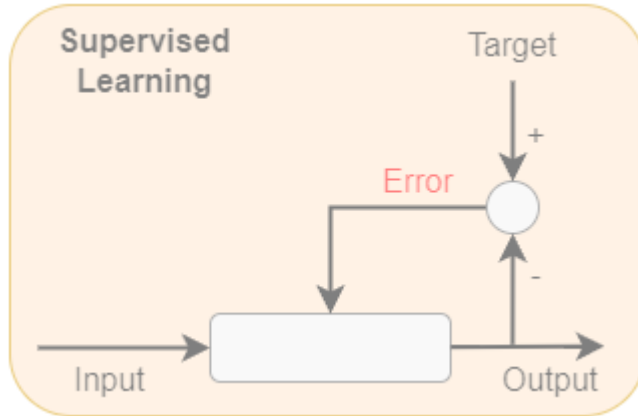 Supervised
Learning
Target
+
Error
-
Input
Output